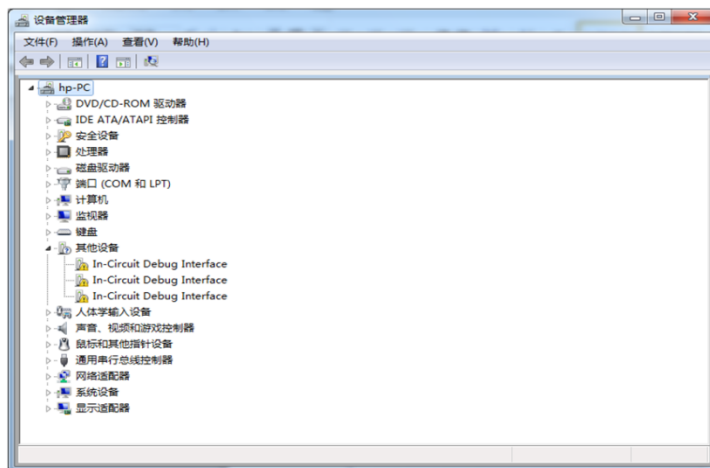 设备管理器
文件(F) 操作(A) 查看(V) 帮助(H)
hp-PC
DVD/CD-ROM 驱动器
IDE ATA/ATAPI 控制器
安全设备
处理器
磁盘驱动器
端口 (COM 和 LPT)
计算机
监视器
键盘
其他设备
In-Circuit Debug Interface
In-Circuit Debug Interface
In-Circuit Debug Interface
人体学输入设备
声音、视频和游戏控制器
鼠标和其他指针设备
通用串行总线控制器
网络适配器
系统设备
显示适配器